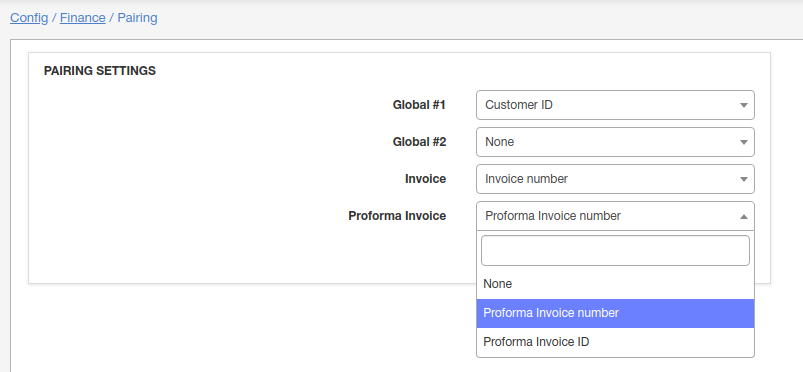 Config / Finance / Pairing
PAIRING SETTINGS
Global #1 Customer ID
Global #2 None
Invoice Invoice number
Proforma Invoice Proforma Invoice number
None
Proforma Invoice number
Proforma Invoice ID